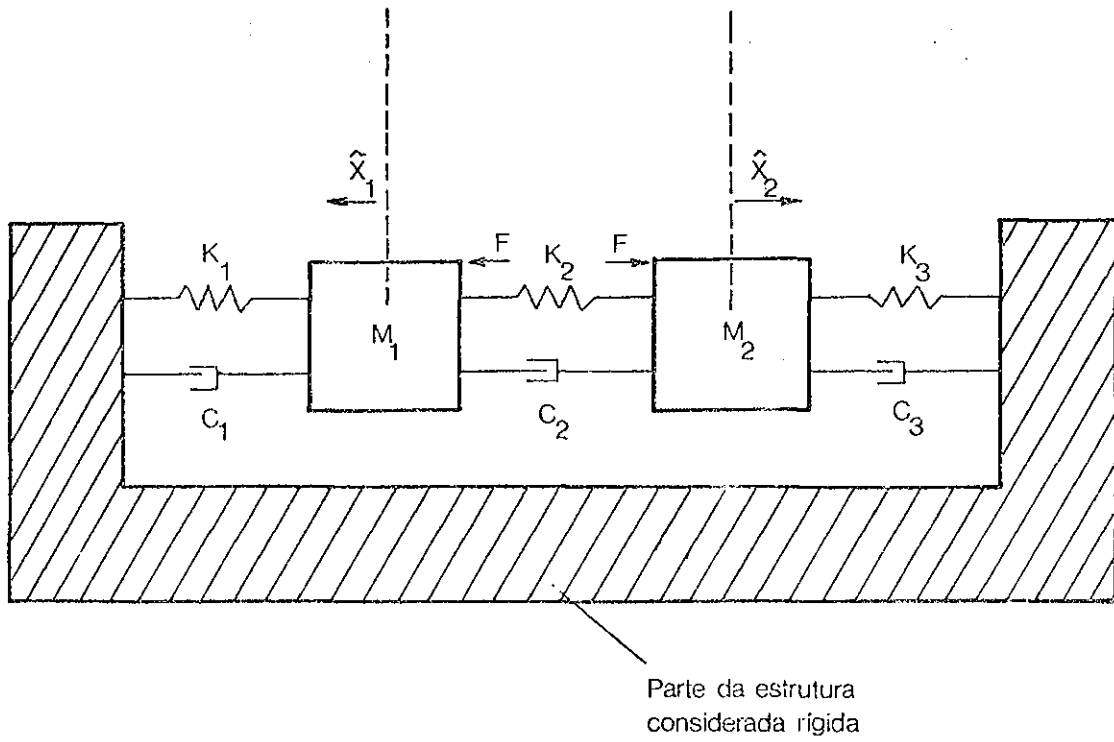 X̂₁
X̂₂
F
F
K₁
K₂
K₃
M₁
M₂
C₁
C₂
C₃
Parte da estrutura
considerada rígida